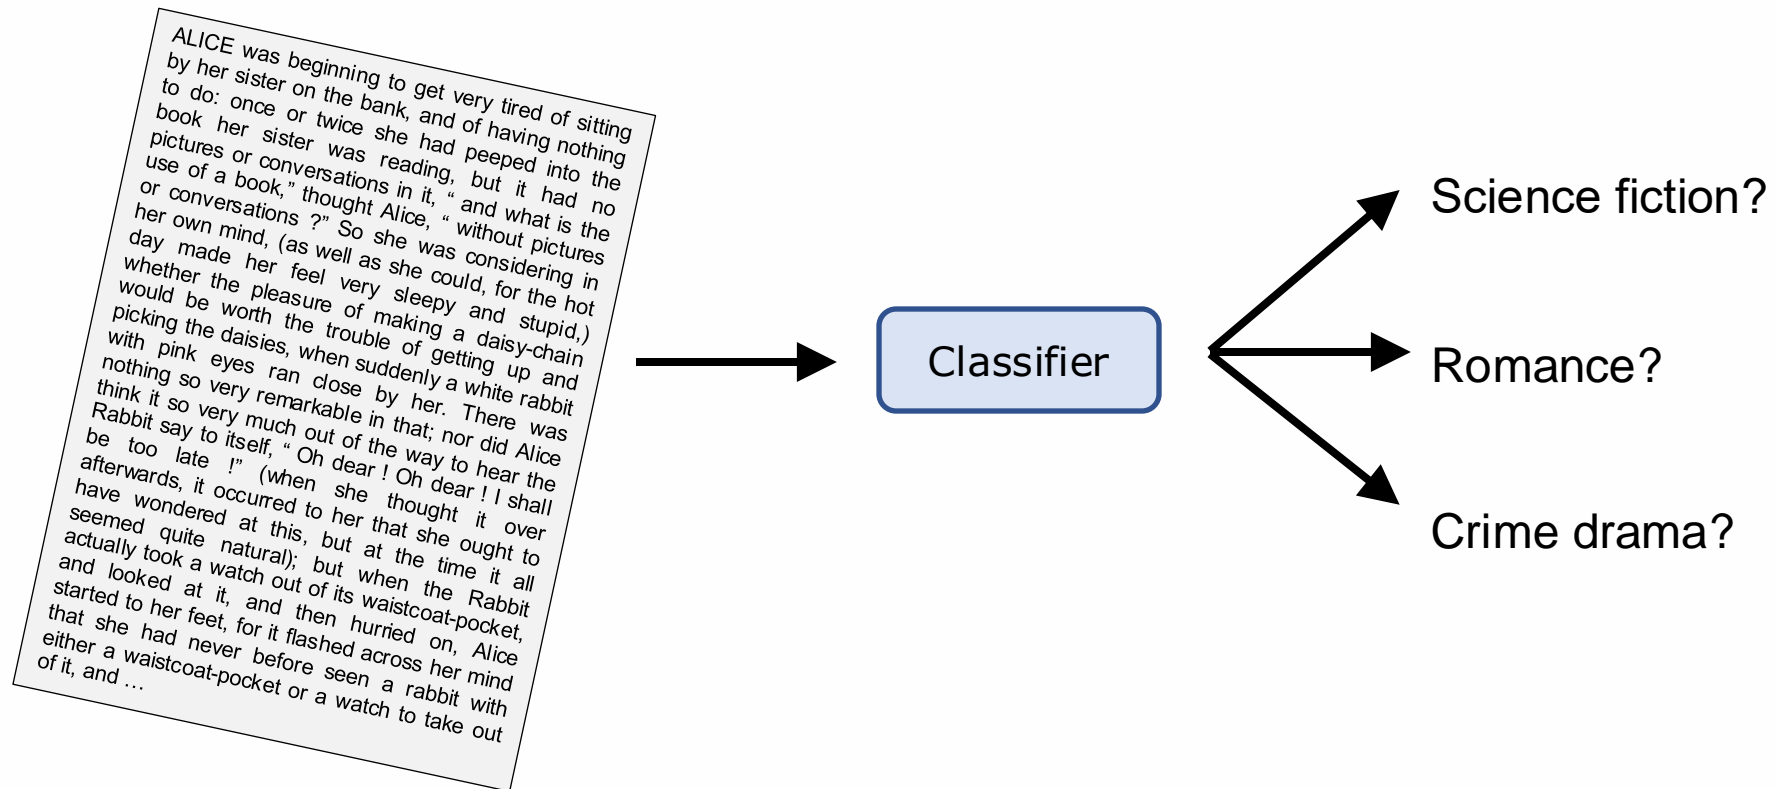 ALICE was beginning to get very tired of sitting
by her sister on the bank, and of having nothing
to do: once or twice she had peeped into the
book her sister was reading, but it had no
pictures or conversations in it, “ and what is the
use of a book,” thought Alice, “ without pictures
or conversations ?” So she was considering in
her own mind, (as well as she could, for the hot
day made her feel very sleepy and stupid,)
whether the pleasure of making a daisy-chain
would be worth the trouble of getting up and
picking the daisies, when suddenly a white rabbit
with pink eyes ran close by her. There was
nothing so very remarkable in that; nor did Alice
think it so very much out of the way to hear the
Rabbit say to itself, “ Oh dear ! Oh dear ! I shall
be too late !” (when she thought it over
afterwards, it occurred to her that she ought to
have wondered at this, but at the time it all
seemed quite natural); but when the Rabbit
actually took a watch out of its waistcoat-pocket,
and looked at it, and then hurried on, Alice
started to her feet, for it flashed across her mind
that she had never before seen a rabbit with
either a waistcoat-pocket or a watch to take out
of it, and …
Classifier
Science fiction?
Romance?
Crime drama?